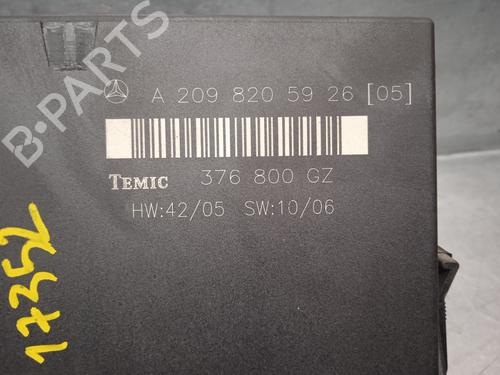 B-PARTS
A 209 820 59 26 [05]
TEMIC 376 800 GZ
HW:42/05 SW:10/06
17352